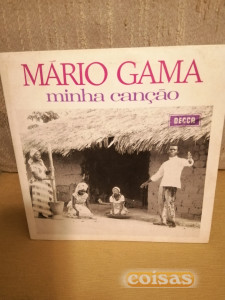 MÁRIO GAMA
minha canção
DECCA
coisas